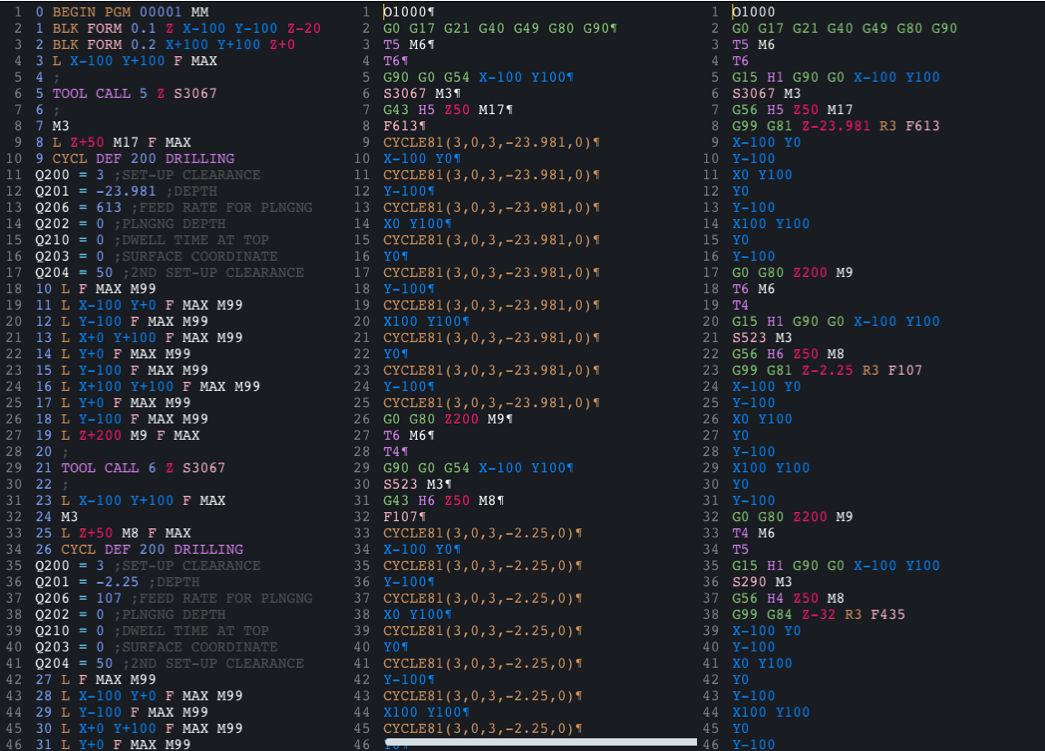 1 0 BEGIN PGM 00001 MM
2 1 BLK FORM 0.1 Z X-100 Y-100 Z-20
3 2 BLK FORM 0.2 X+100 Y+100 Z+0
4 3 L X-100 Y+100 F MAX
5 4 ;
6 5 TOOL CALL 5 Z S3067
7 6 ;
8 7 M3
9 8 L Z+50 M17 F MAX
10 9 CYCL DEF 200 DRILLING
11 Q200 = 3 ;SET-UP CLEARANCE
12 Q201 = -23.981 ;DEPTH
13 Q206 = 613 ;FEED RATE FOR PLNGNG
14 Q202 = 0 ;PLNGNG DEPTH
15 Q210 = 0 ;DWELL TIME AT TOP
16 Q203 = 0 ;SURFACE COORDINATE
17 Q204 = 50 ;2ND SET-UP CLEARANCE
18 10 L F MAX M99
19 11 L X-100 Y+0 F MAX M99
20 12 L Y-100 F MAX M99
21 13 L X+0 Y+100 F MAX M99
22 14 L Y+0 F MAX M99
23 15 L Y-100 F MAX M99
24 16 L X+100 Y+100 F MAX M99
25 17 L Y+0 F MAX M99
26 18 L Y-100 F MAX M99
27 19 L Z+200 M9 F MAX
28 20 ;
29 21 TOOL CALL 6 Z S3067
30 22 ;
31 23 L X-100 Y+100 F MAX
32 24 M3
33 25 L Z+50 M8 F MAX
34 26 CYCL DEF 200 DRILLING
35 Q200 = 3 ;SET-UP CLEARANCE
36 Q201 = -2.25 ;DEPTH
37 Q206 = 107 ;FEED RATE FOR PLNGNG
38 Q202 = 0 ;PLNGNG DEPTH
39 Q210 = 0 ;DWELL TIME AT TOP
40 Q203 = 0 ;SURFACE COORDINATE
41 Q204 = 50 ;2ND SET-UP CLEARANCE
42 27 L F MAX M99
43 28 L X-100 Y+0 F MAX M99
44 29 L Y-100 F MAX M99
45 30 L X+0 Y+100 F MAX M99
46 31 L Y+0 F MAX M99
1 O1000¶
2 G0 G17 G21 G40 G49 G80 G90¶
3 T5 M6¶
4 T6¶
5 G90 G0 G54 X-100 Y100¶
6 S3067 M3¶
7 G43 H5 Z50 M17¶
8 F613¶
9 CYCLE81(3,0,3,-23.981,0)¶
10 X-100 Y0¶
11 CYCLE81(3,0,3,-23.981,0)¶
12 Y-100¶
13 CYCLE81(3,0,3,-23.981,0)¶
14 X0 Y100¶
15 CYCLE81(3,0,3,-23.981,0)¶
16 Y0¶
17 CYCLE81(3,0,3,-23.981,0)¶
18 Y-100¶
19 CYCLE81(3,0,3,-23.981,0)¶
20 X100 Y100¶
21 CYCLE81(3,0,3,-23.981,0)¶
22 Y0¶
23 CYCLE81(3,0,3,-23.981,0)¶
24 Y-100¶
25 CYCLE81(3,0,3,-23.981,0)¶
26 G0 G80 Z200 M9¶
27 T6 M6¶
28 T4¶
29 G90 G0 G54 X-100 Y100¶
30 S523 M3¶
31 G43 H6 Z50 M8¶
32 F107¶
33 CYCLE81(3,0,3,-2.25,0)¶
34 X-100 Y0¶
35 CYCLE81(3,0,3,-2.25,0)¶
36 Y-100¶
37 CYCLE81(3,0,3,-2.25,0)¶
38 X0 Y100¶
39 CYCLE81(3,0,3,-2.25,0)¶
40 Y0¶
41 CYCLE81(3,0,3,-2.25,0)¶
42 Y-100¶
43 CYCLE81(3,0,3,-2.25,0)¶
44 X100 Y100¶
45 CYCLE81(3,0,3,-2.25,0)¶
46
1 O1000
2 G0 G17 G21 G40 G49 G80 G90
3 T5 M6
4 T6
5 G15 H1 G90 G0 X-100 Y100
6 S3067 M3
7 G56 H5 Z50 M17
8 G99 G81 Z-23.981 R3 F613
9 X-100 Y0
10 Y-100
11 X0 Y100
12 Y0
13 Y-100
14 X100 Y100
15 Y0
16 Y-100
17 G0 G80 Z200 M9
18 T6 M6
19 T4
20 G15 H1 G90 G0 X-100 Y100
21 S523 M3
22 G56 H6 Z50 M8
23 G99 G81 Z-2.25 R3 F107
24 X-100 Y0
25 Y-100
26 X0 Y100
27 Y0
28 Y-100
29 X100 Y100
30 Y0
31 Y-100
32 G0 G80 Z200 M9
33 T4 M6
34 T5
35 G15 H1 G90 G0 X-100 Y100
36 S290 M3
37 G56 H4 Z50 M8
38 G99 G84 Z-32 R3 F435
39 X-100 Y0
40 Y-100
41 X0 Y100
42 Y0
43 Y-100
44 X100 Y100
45 Y0
46 Y-100